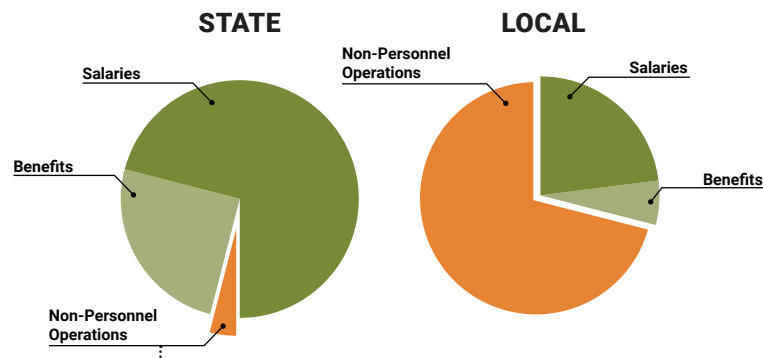 STATE
Salaries
Benefits
Non-Personnel
Operations
LOCAL
Non-Personnel
Operations
Salaries
Benefits